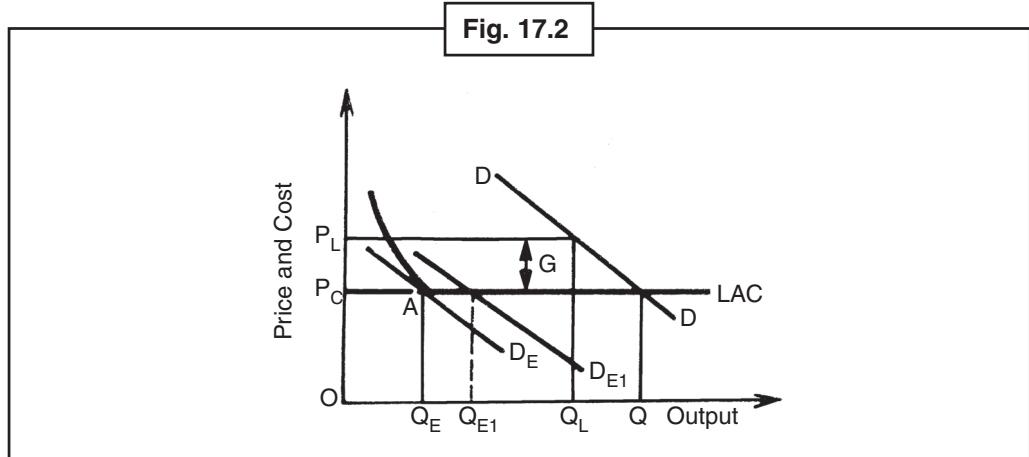 Fig. 17.2
Price and Cost
D
P_L
G
P_C
A
LAC
D
D_E
D_E1
O
Q_E
Q_E1
Q_L
Q
Output